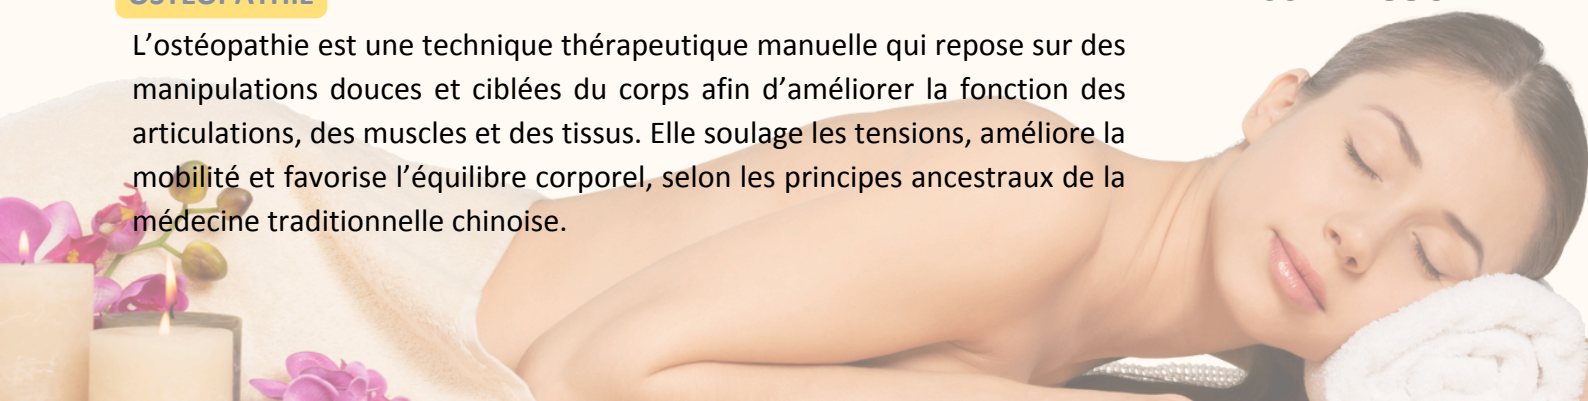 OSTÉOPATHIE
L’ostéopathie est une technique thérapeutique manuelle qui repose sur des
manipulations douces et ciblées du corps afin d’améliorer la fonction des
articulations, des muscles et des tissus. Elle soulage les tensions, améliore la
mobilité et favorise l’équilibre corporel, selon les principes ancestraux de la
médecine traditionnelle chinoise.